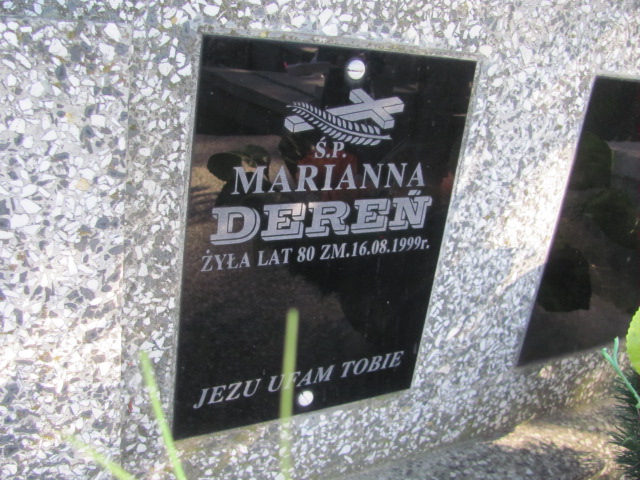 Ś.P.
MARIANNA
DEREŃ
ŻYŁA LAT 80 ZM.16.08.1999r.
JEZU UFAM TOBIE